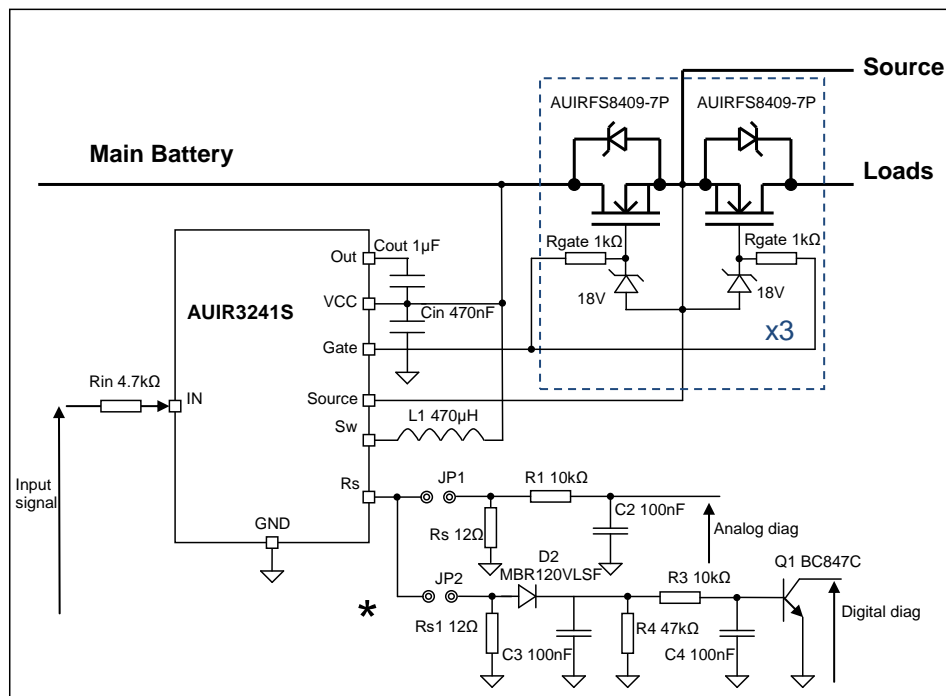 Source
AUIRFS8409-7P
AUIRFS8409-7P
Main Battery
Loads
Rgate 1kΩ
Rgate 1kΩ
Cout 1µF
Out
18V
18V
VCC
AUIR3241S
Cin 470nF
x3
Gate
Rin 4.7kΩ
IN
Source
L1 470µH
Sw
Input
signal
Rs
JP1
R1 10kΩ
C2 100nF
GND
Rs 12Ω
Analog diag
D2
MBR120VLSF
Q1 BC847C
JP2
R3 10kΩ
*
Rs1 12Ω
R4 47kΩ
Digital diag
C3 100nF
C4 100nF